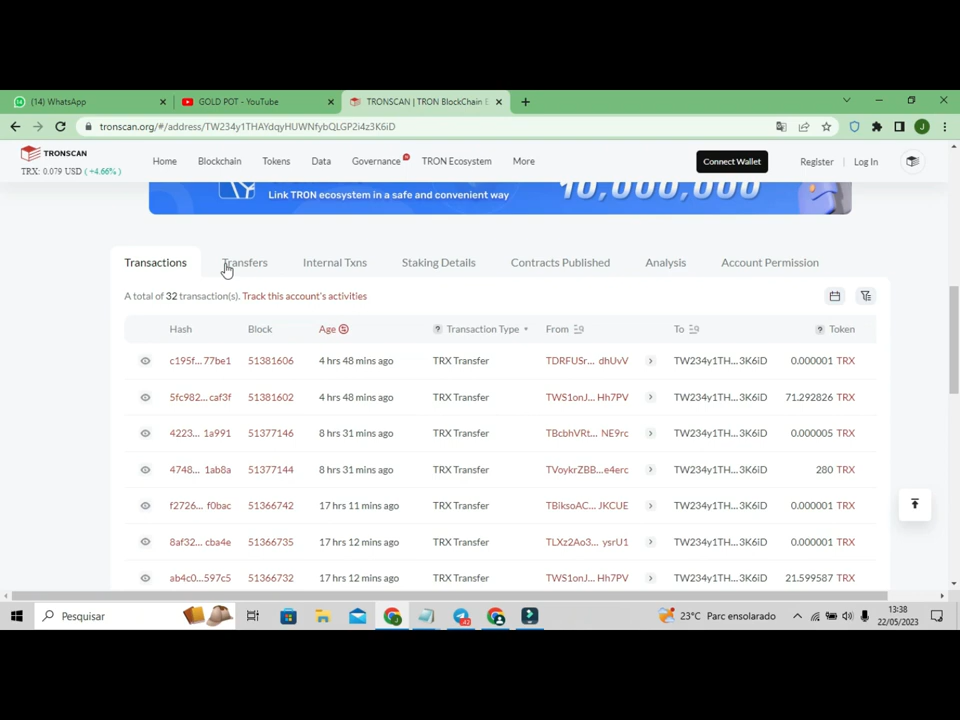 (14) WhatsApp
GOLD POT - YouTube
TRONSCAN | TRON BlockChain E
tronscan.org/#/address/TW234y1THAYdqyHUWNfybQLGP2i4z3K6iD
TRONSCAN
TRX: 0.079 USD ( +4.66% )
Home Blockchain Tokens Data Governance TRON Ecosystem More
Connect Wallet
Register Log In
Link TRON ecosystem in a safe and convenient way
10,000,000
Transactions Transfers Internal Txns Staking Details Contracts Published Analysis Account Permission
A total of 32 transaction(s). Track this account's activities
Hash Block Age Transaction Type From To Token
c195f... 77be1 51381606 4 hrs 48 mins ago TRX Transfer TDRFUSr... dhUvV TW234y1TH... 3K6iD 0.000001 TRX
5fc982... caf3f 51381602 4 hrs 48 mins ago TRX Transfer TWS1onJ... Hh7PV TW234y1TH... 3K6iD 71.292826 TRX
4223... 1a991 51377146 8 hrs 31 mins ago TRX Transfer TBcbhVRt... NE9rc TW234y1TH... 3K6iD 0.000005 TRX
4748... 1ab8a 51377144 8 hrs 31 mins ago TRX Transfer TVoykrZBB... e4erc TW234y1TH... 3K6iD 280 TRX
f2726... f0bac 51366742 17 hrs 11 mins ago TRX Transfer TBiksoAC... JKCUE TW234y1TH... 3K6iD 0.000001 TRX
8af32... cba4e 51366735 17 hrs 12 mins ago TRX Transfer TLXz2Ao3... ysrU1 TW234y1TH... 3K6iD 0.000001 TRX
ab4c0... 597c5 51366732 17 hrs 12 mins ago TRX Transfer TWS1onJ... Hh7PV TW234y1TH... 3K6iD 21.599587 TRX
Pesquisar
23°C Parc ensolarado
13:38
22/05/2023